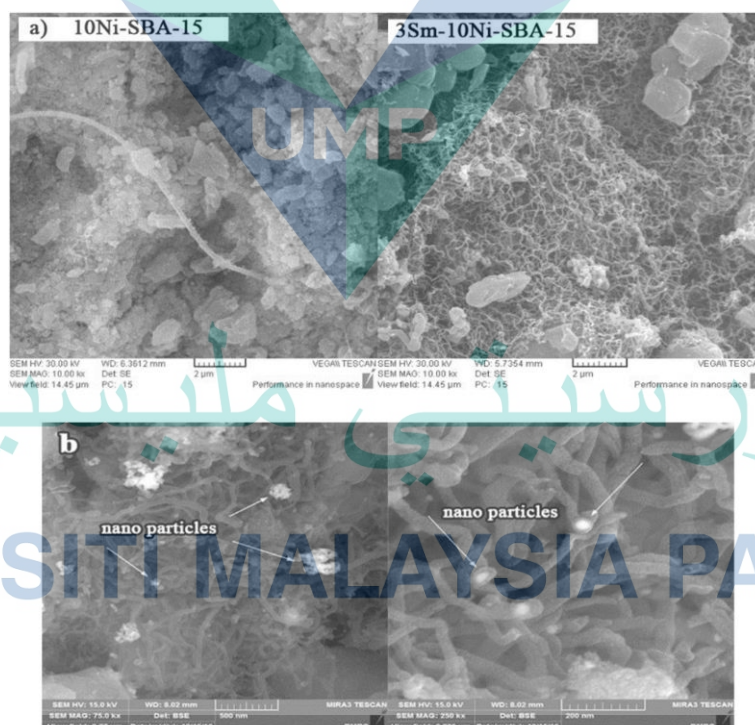 a) 10Ni-SBA-15
3Sm-10Ni-SBA-15
UMP
SEM HV: 30.00 kV WD: 6.3612 mm VEGA\\ TESCAN
SEM MAG: 10.00 kx Det: SE 2 µm
View field: 14.45 µm PC: 15 Performance in nanospace
SEM HV: 30.00 kV WD: 5.7354 mm VEGA\\ TESCAN
SEM MAG: 10.00 kx Det: SE 2 µm
View field: 14.45 µm PC: 15 Performance in nanospace
b
nano particles
nano particles
SITI MALAYSIA PA
SEM HV: 15.0 kV WD: 8.02 mm MIRA3 TESCAN
SEM MAG: 75.0 kx Det: BSE 500 nm
SEM HV: 15.0 kV WD: 8.02 mm MIRA3 TESCAN
SEM MAG: 250 kx Det: BSE 200 nm